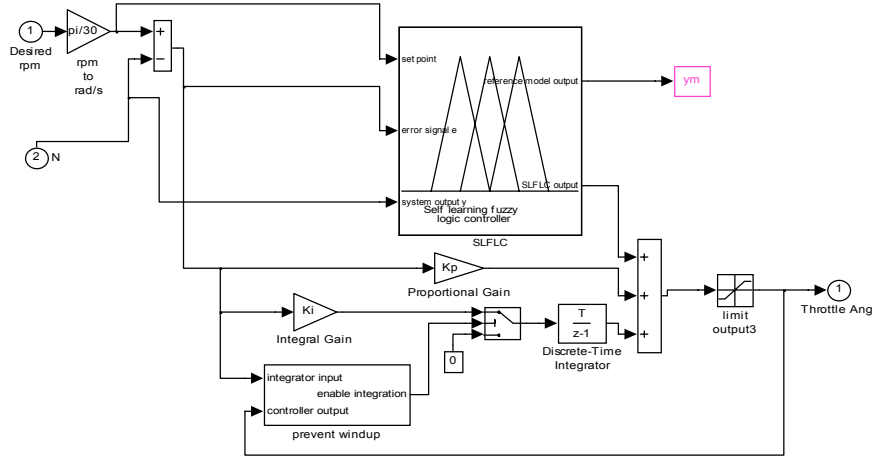 1
Desired
rpm
pi/30
rpm
to
rad/s
+
−
2
N
set point
error signal e
system output y
reference model output
SLFLC output
Self learning fuzzy
logic controller
SLFLC
ym
Kp
Proportional Gain
Ki
Integral Gain
0
T
z-1
Discrete-Time
Integrator
+
+
+
limit
output3
1
Throttle Ang
integrator input
enable integration
controller output
prevent windup